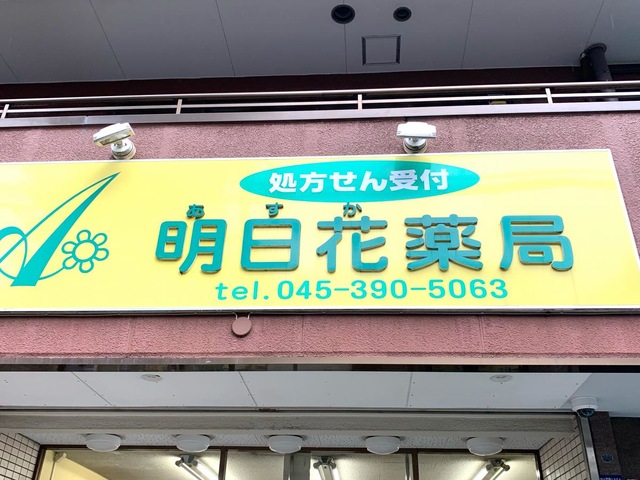 処方せん受付
あすか
明日花薬局
tel.045-390-5063